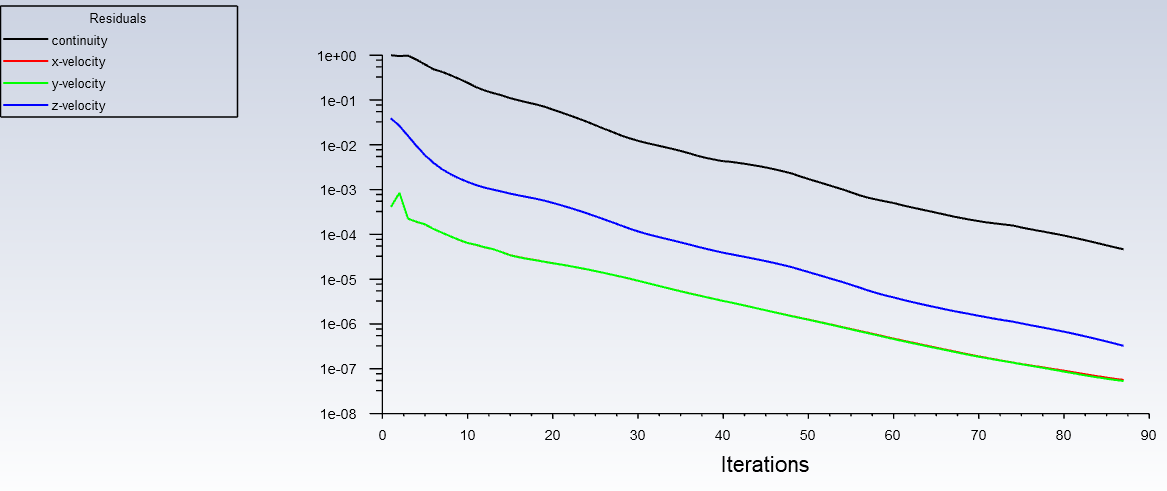 Residuals
continuity
x-velocity
y-velocity
z-velocity
1e+00
1e-01
1e-02
1e-03
1e-04
1e-05
1e-06
1e-07
1e-08
0 10 20 30 40 50 60 70 80 90
Iterations